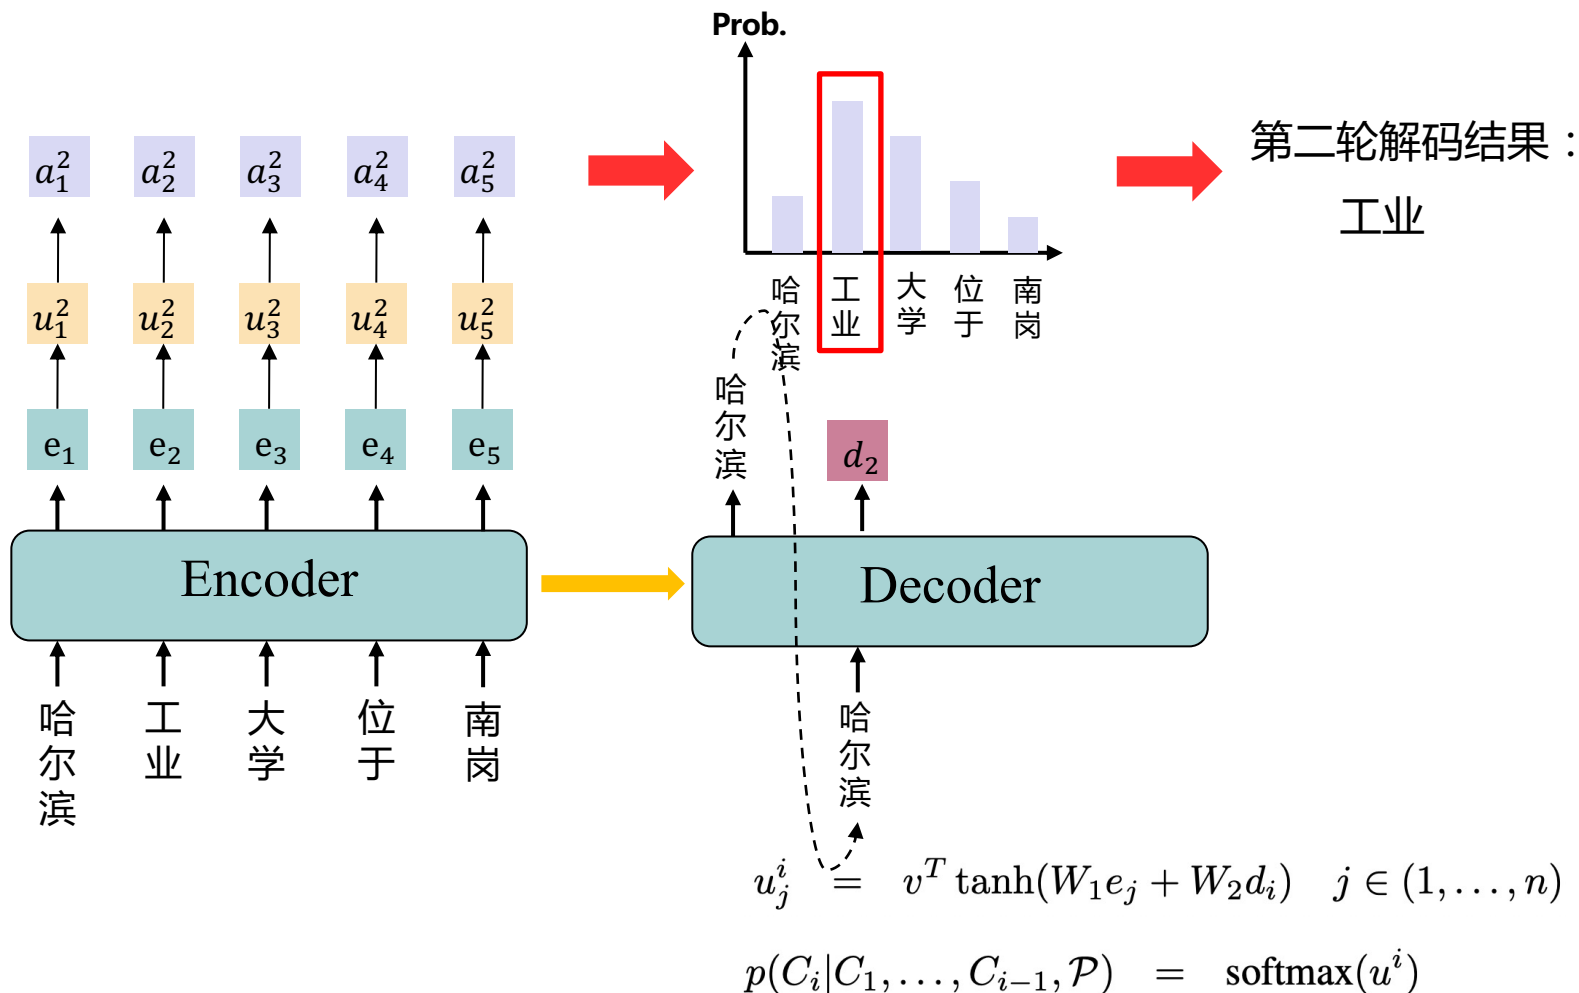 Prob.
第二轮解码结果：
工业
a_1^2 a_2^2 a_3^2 a_4^2 a_5^2
u_1^2 u_2^2 u_3^2 u_4^2 u_5^2
e_1 e_2 e_3 e_4 e_5
哈尔滨 工业 大学 位于 南岗
哈尔滨
d_2
Encoder
Decoder
哈尔滨 工业 大学 位于 南岗
哈尔滨
u_j^i = v^T tanh(W_1 e_j + W_2 d_i) j ∈ (1, . . . , n)
p(C_i|C_1, . . . , C_{i−1}, 𝒫) = softmax(u^i)